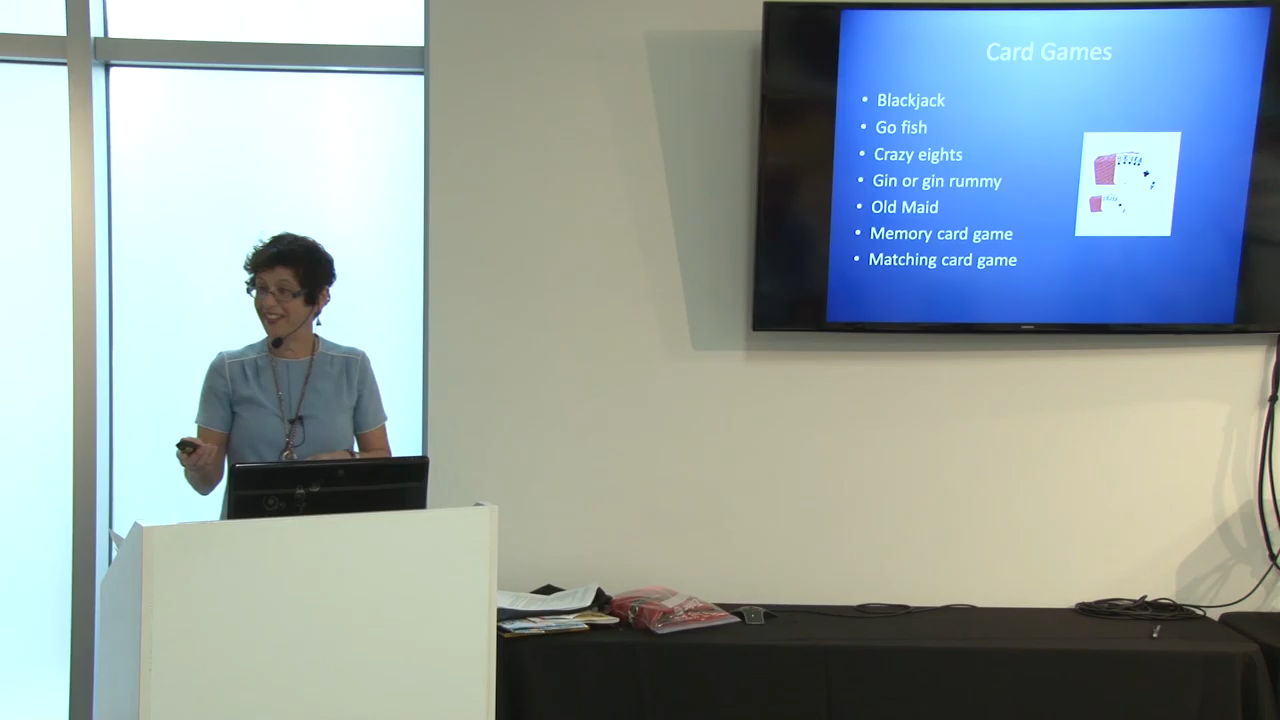 Card Games
• Blackjack
• Go fish
• Crazy eights
• Gin or gin rummy
• Old Maid
• Memory card game
• Matching card game